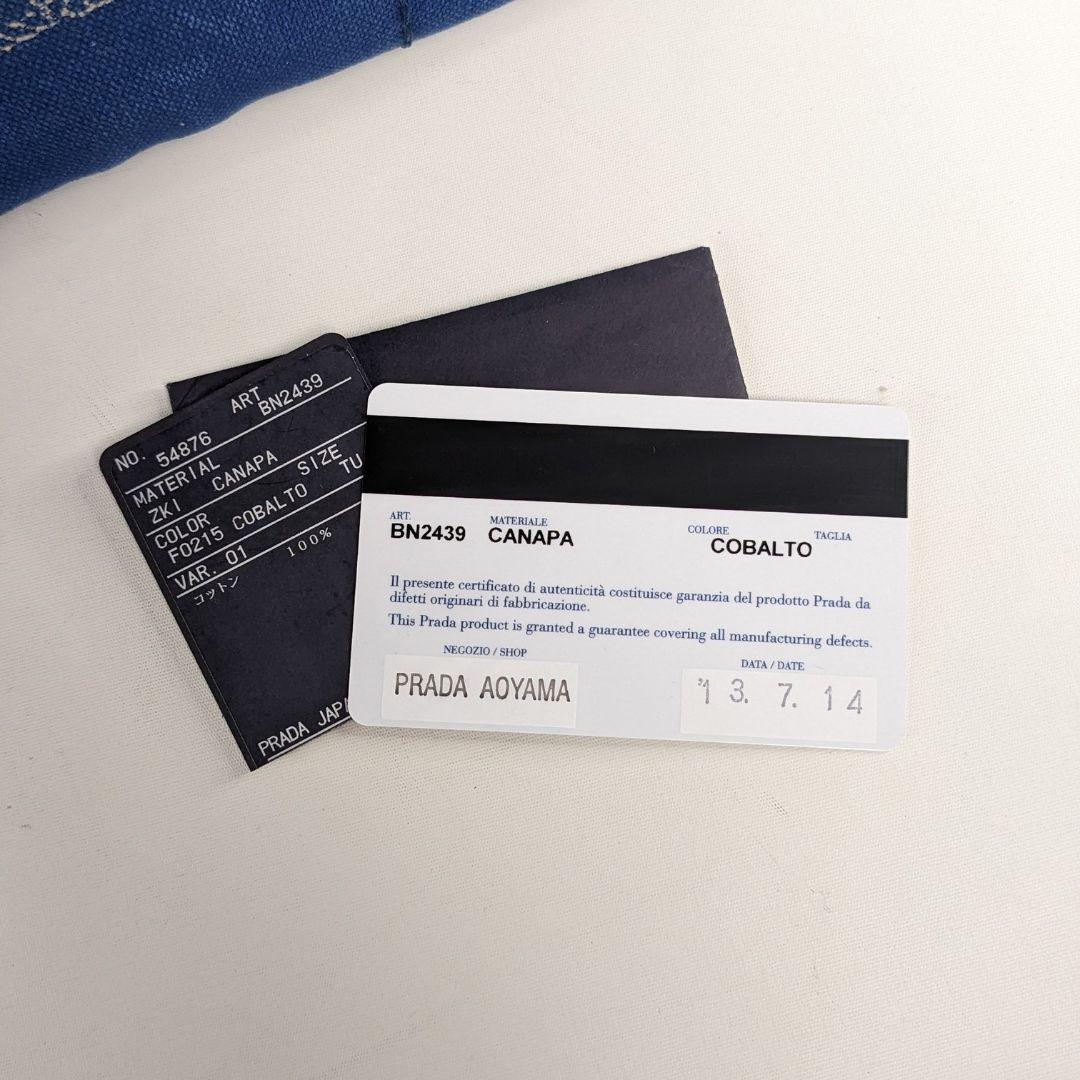 ART
NO. 54876 BN2439
MATERIAL
ZKI CANAPA SIZE
COLOR TU
F0215 COBALTO
VAR. 01 100%
コットン
PRADA JAPA
ART. MATERIALE COLORE TAGLIA
BN2439 CANAPA COBALTO
Il presente certificato di autenticità costituisce garanzia del prodotto Prada da
difetti originari di fabbricazione.
This Prada product is granted a guarantee covering all manufacturing defects.
NEGOZIO / SHOP DATA / DATE
PRADA AOYAMA '13. 7. 14